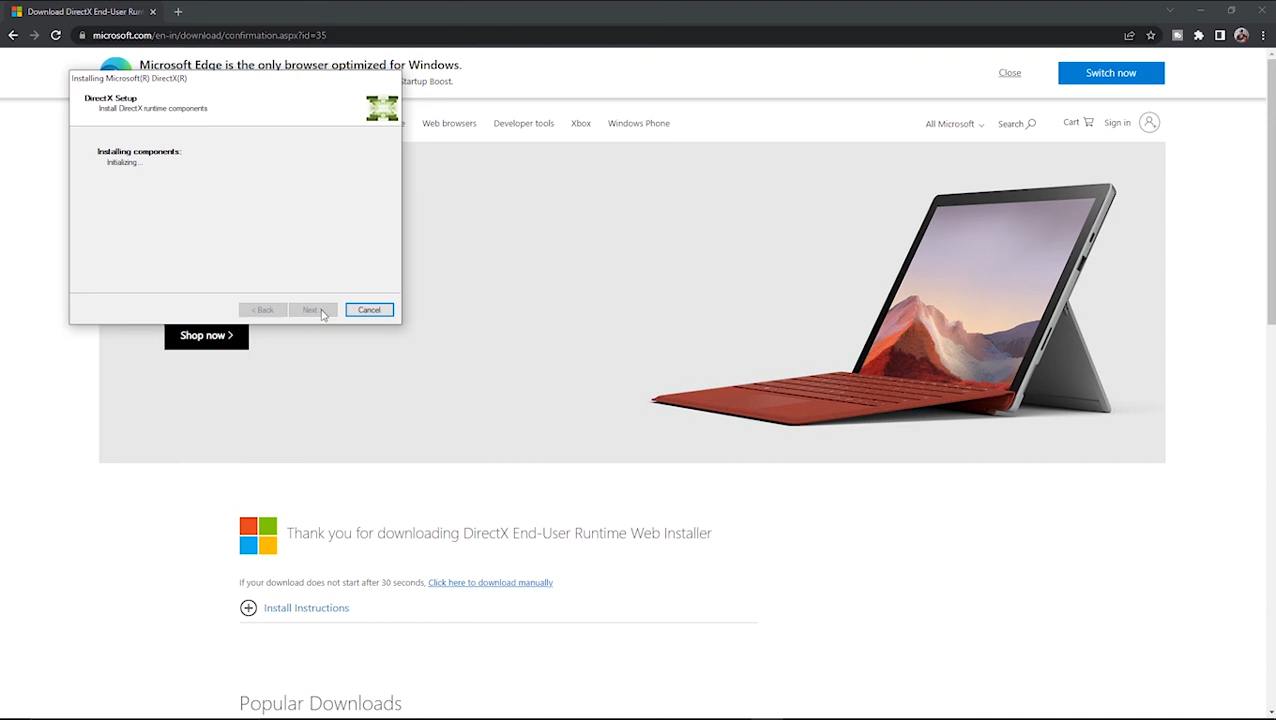 Download DirectX End-User Runt
microsoft.com/en-in/download/confirmation.aspx?id=35
Microsoft Edge is the only browser optimized for Windows.
Startup Boost.
Close
Switch now
Installing Microsoft(R) DirectX(R)
DirectX Setup
Install DirectX runtime components
Installing components:
Initializing...
< Back
Next
Cancel
Web browsers
Developer tools
Xbox
Windows Phone
All Microsoft
Search
Cart
Sign in
Shop now >
Thank you for downloading DirectX End-User Runtime Web Installer
If your download does not start after 30 seconds, Click here to download manually
Install Instructions
Popular Downloads